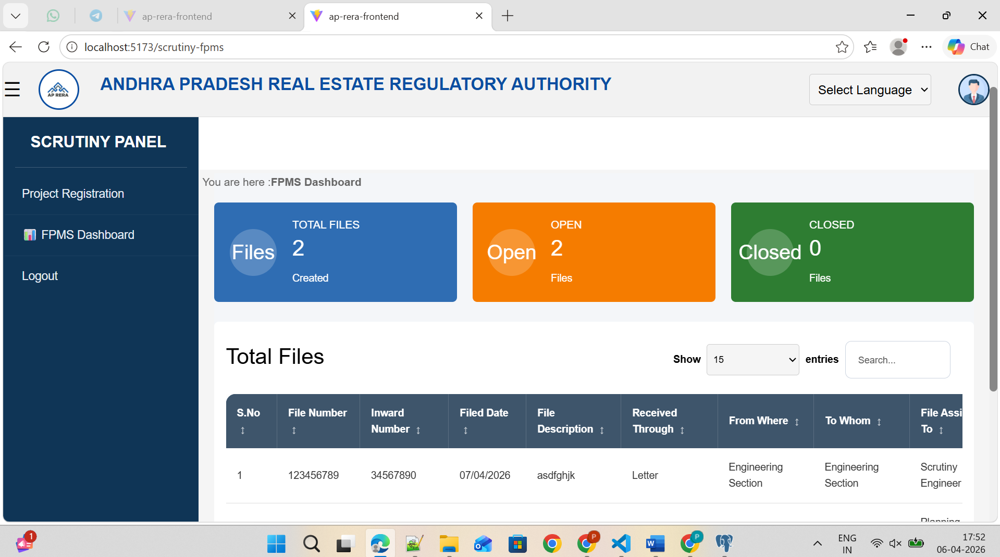 ap-rera-frontend
ap-rera-frontend
localhost:5173/scrutiny-fpms
Chat
AP RERA
ANDHRA PRADESH REAL ESTATE REGULATORY AUTHORITY
Select Language
SCRUTINY PANEL
Project Registration
FPMS Dashboard
Logout
You are here :FPMS Dashboard
Files
TOTAL FILES
2
Created
Open
OPEN
2
Files
Closed
CLOSED
0
Files
Total Files
Show 15 entries
Search...
S.No
File Number
Inward
Number
Filed Date
File
Description
Received
Through
From Where
To Whom
File Assi
To
1
123456789
34567890
07/04/2026
asdfghjk
Letter
Engineering
Section
Engineering
Section
Scrutiny
Engineer
Planning
1
P
P
ENG
IN
17:52
06-04-2026